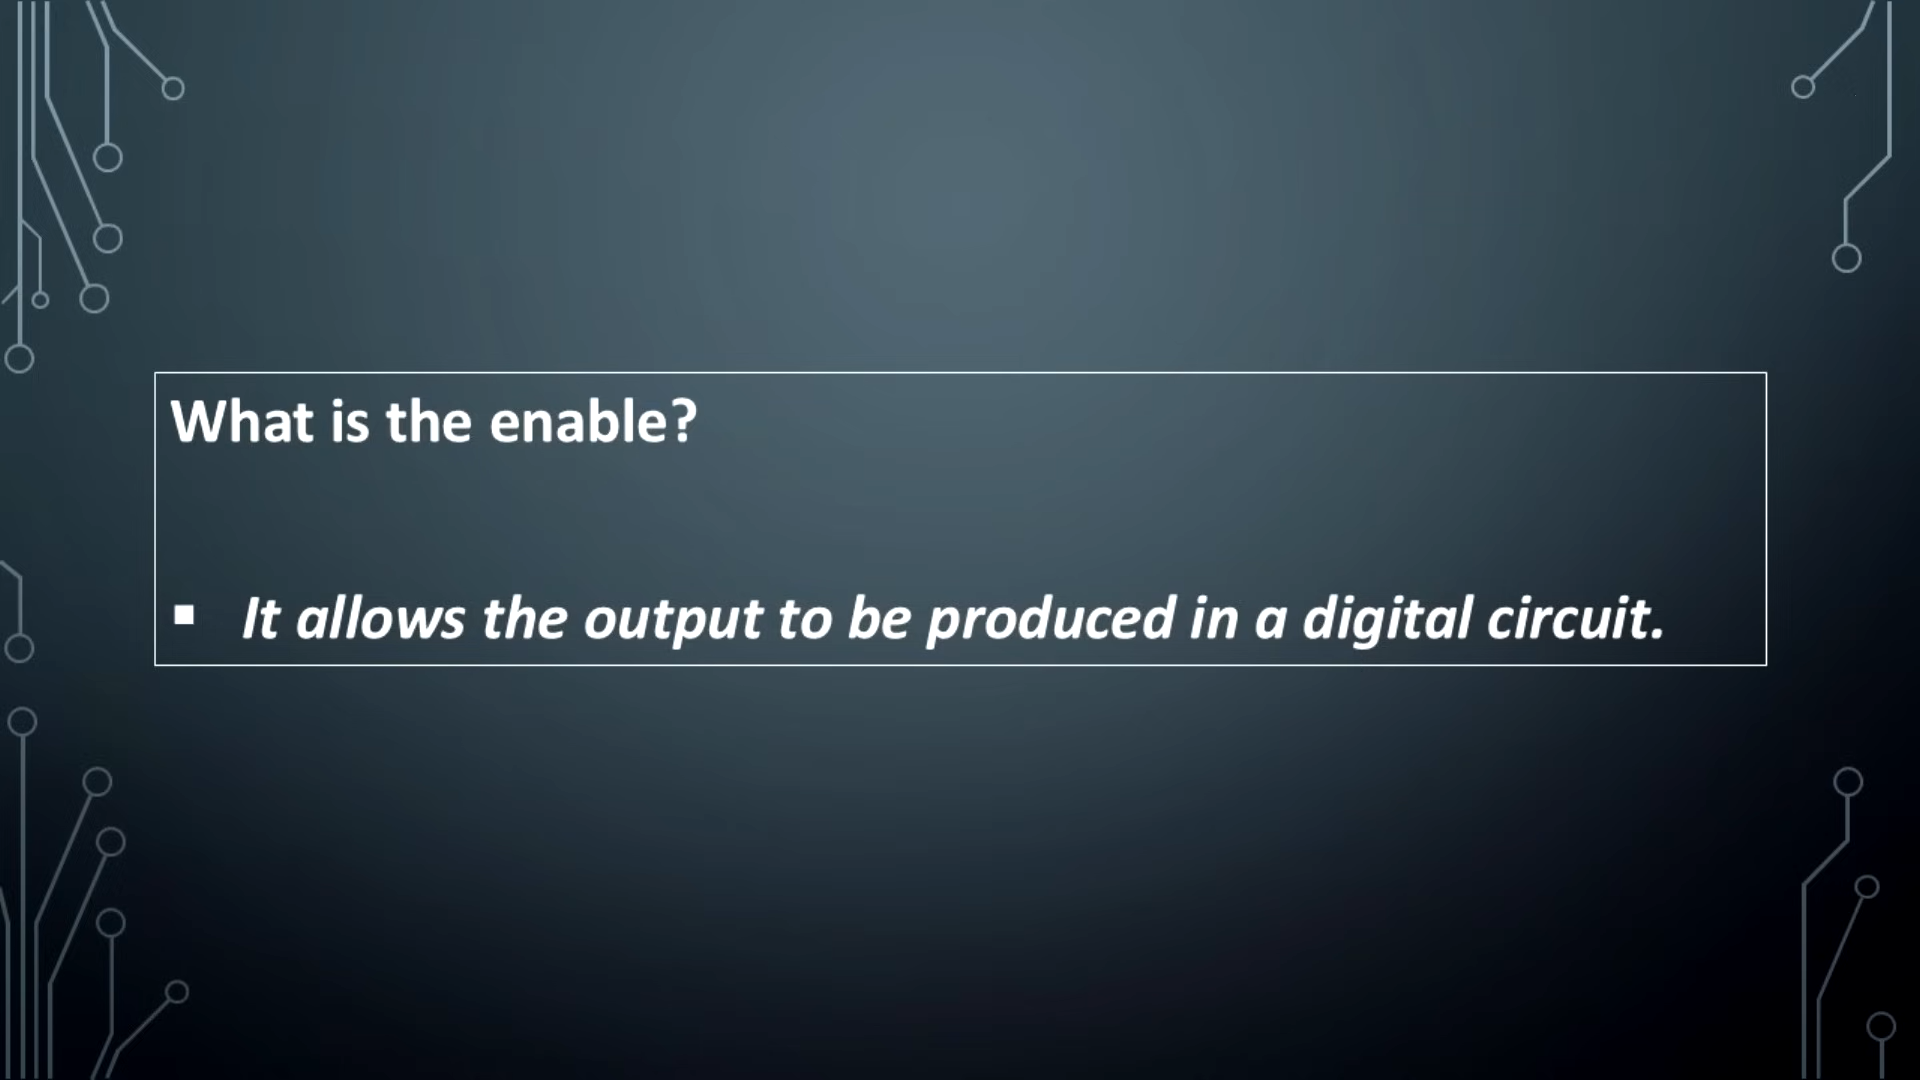 What is the enable?
▪ It allows the output to be produced in a digital circuit.